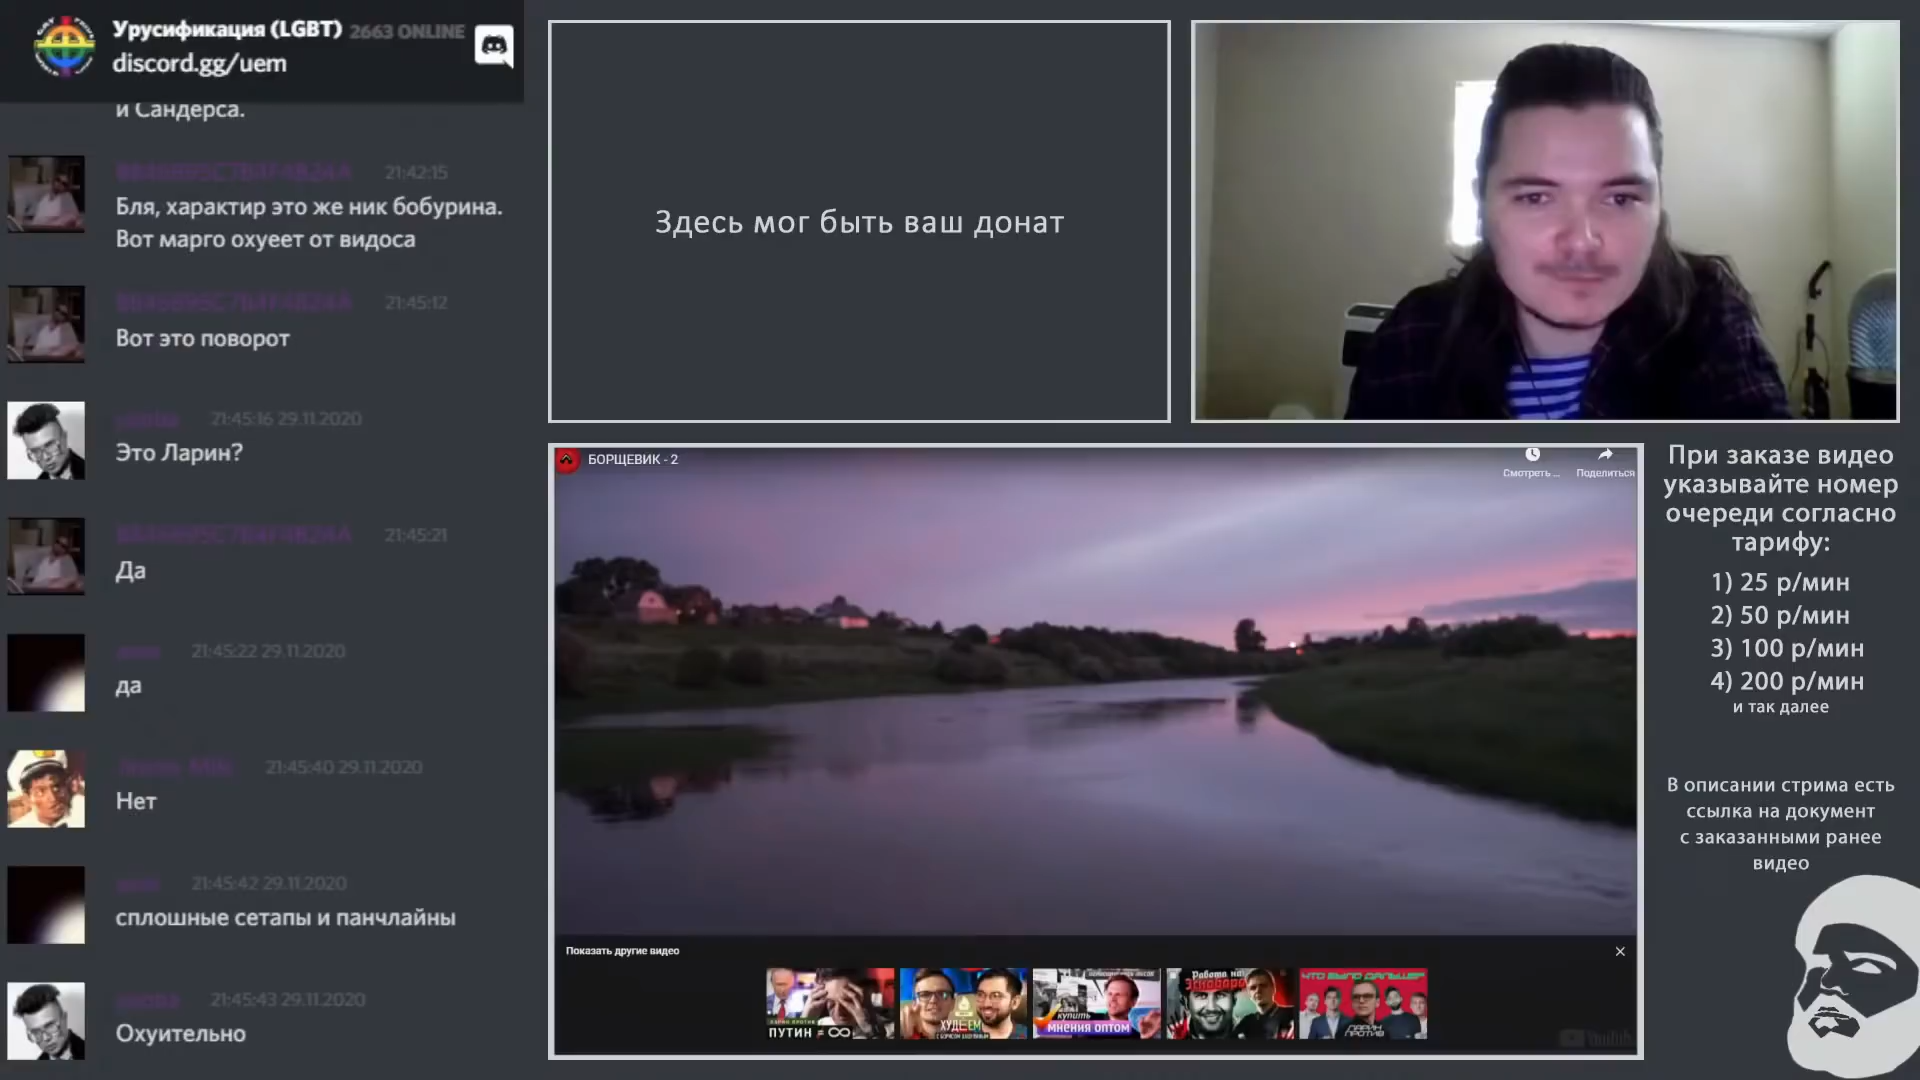 Урусификация (LGBT) 2663 ONLINE
discord.gg/uem
и Сандерса.
21:42:15
Бля, характир это же ник бобурина.
Вот марго охуеет от видоса
21:45:12
Вот это поворот
21:45:16 29.11.2020
Это Ларин?
21:45:21
Да
21:45:22 29.11.2020
да
21:45:40 29.11.2020
Нет
21:45:42 29.11.2020
сплошные сетапы и панчлайны
21:45:43 29.11.2020
Охуительно
Здесь мог быть ваш донат
БОРЩЕВИК - 2
Смотреть ...
Поделиться
Показать другие видео
ПУТИН = ∞
ХУДЕЕМ
купить
мнения оптом
Работа на
Эскобара
ЧТО БЫЛО ДАЛЬШЕ?
ЛАРИН
ПРОТИВ
YouTube
При заказе видео
указывайте номер
очереди согласно
тарифу:
1) 25 р/мин
2) 50 р/мин
3) 100 р/мин
4) 200 р/мин
и так далее
В описании стрима есть
ссылка на документ
с заказанными ранее
видео